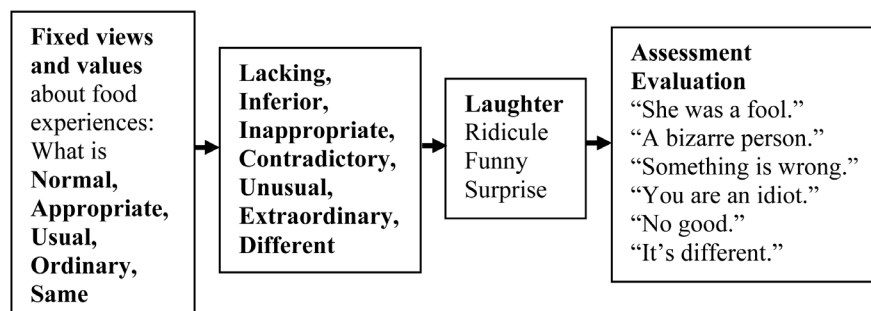 Fixed views
and values
about food
experiences:
What is
Normal,
Appropriate,
Usual,
Ordinary,
Same
Lacking,
Inferior,
Inappropriate,
Contradictory,
Unusual,
Extraordinary,
Different
Laughter
Ridicule
Funny
Surprise
Assessment
Evaluation
“She was a fool.”
“A bizarre person.”
“Something is wrong.”
“You are an idiot.”
“No good.”
“It’s different.”